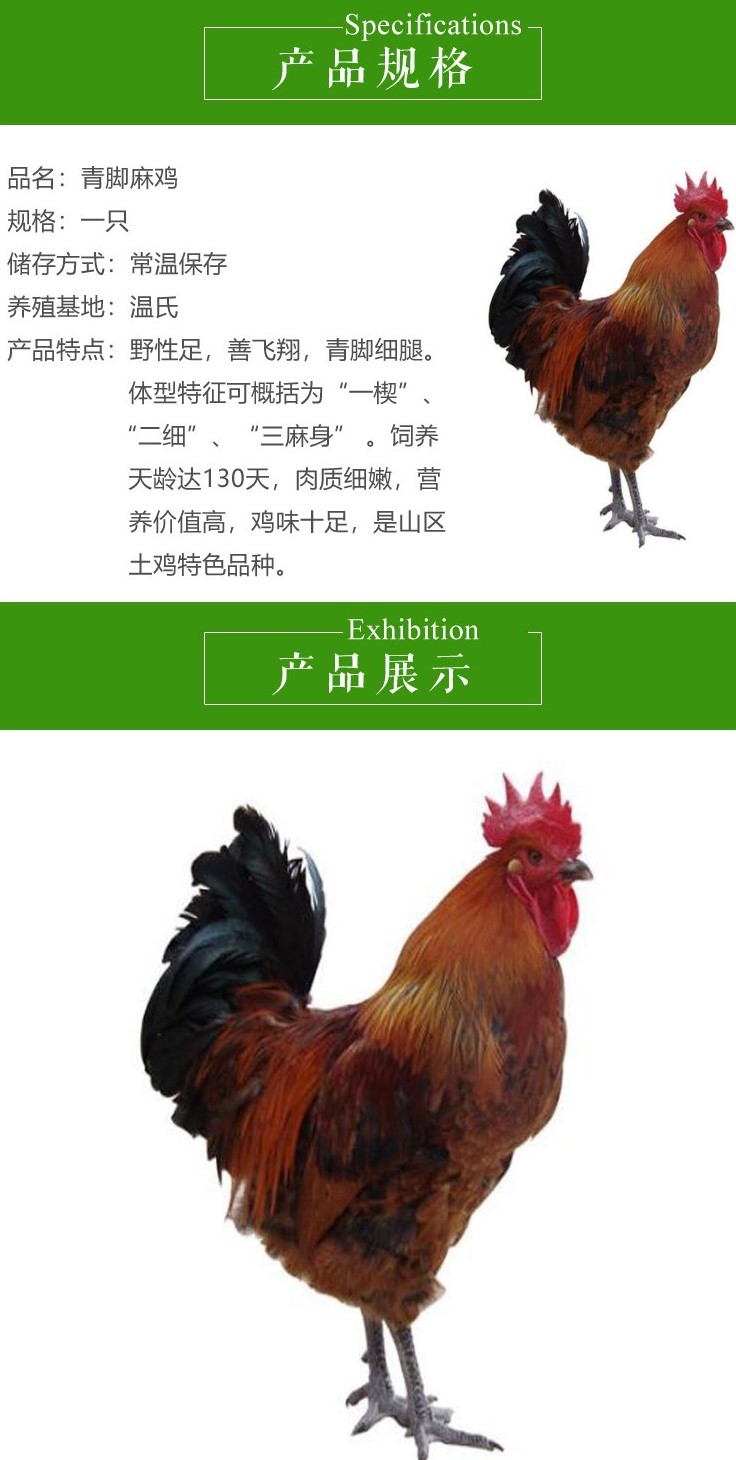 Specifications
产品规格
品名：青脚麻鸡
规格：一只
储存方式：常温保存
养殖基地：温氏
产品特点：野性足，善飞翔，青脚细腿。
体型特征可概括为“一楔”、
“二细”、“三麻身”。饲养
天龄达130天，肉质细嫩，营
养价值高，鸡味十足，是山区
土鸡特色品种。
Exhibition
产品展示